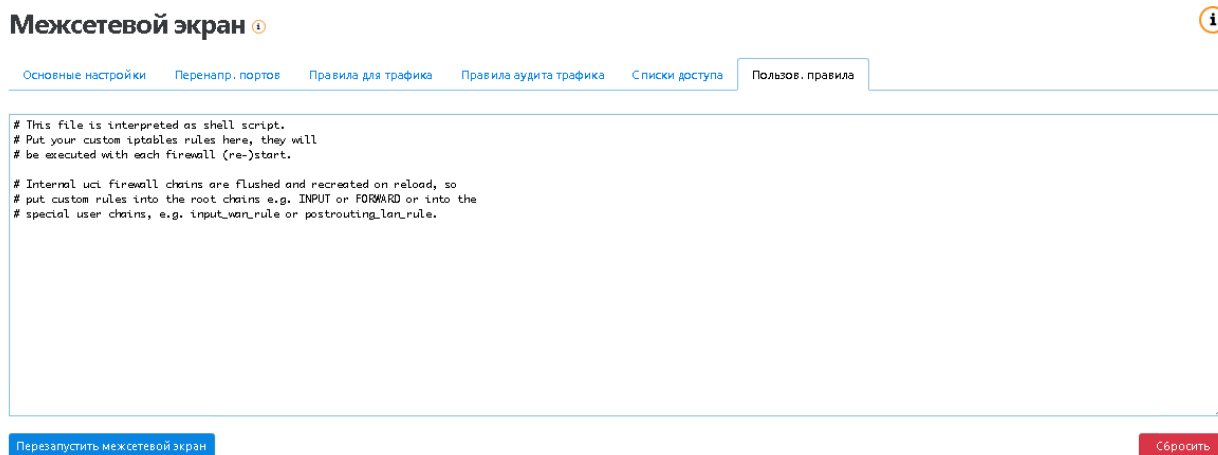 Межсетевой экран
Основные настройки Перенапр. портов Правила для трафика Правила аудита трафика Списки доступа Пользов. правила
# This file is interpreted as shell script.
# Put your custom iptables rules here, they will
# be executed with each firewall (re-)start.
# Internal uci firewall chains are flushed and recreated on reload, so
# put custom rules into the root chains e.g. INPUT or FORWARD or into the
# special user chains, e.g. input_wan_rule or postrouting_lan_rule.
Перезапустить межсетевой экран Сбросить